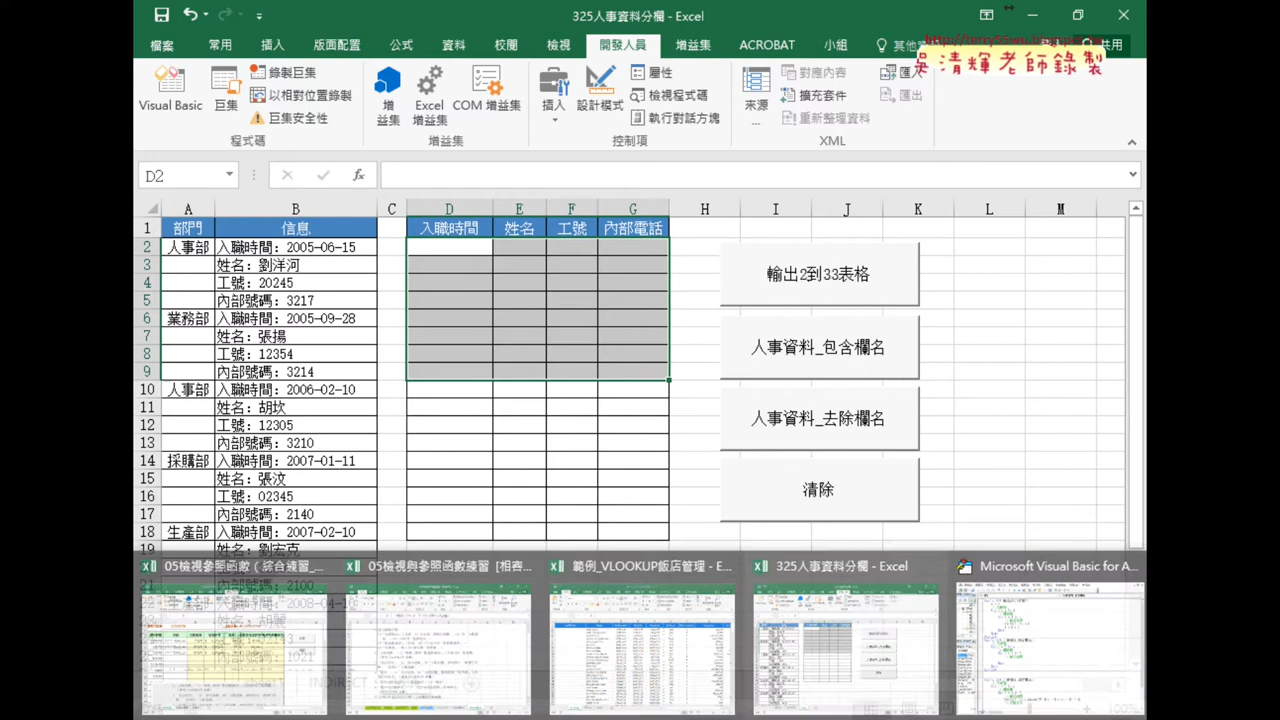 325人事資料分欄 - Excel
檔案 常用 插入 版面配置 公式 資料 校閱 檢視 開發人員 增益集 ACROBAT 小組 共用
吳清輝老師錄製
Visual Basic 巨集 錄製巨集 以相對位置錄製 巨集安全性 增益集 Excel 增益集 COM 增益集 插入 設計模式 屬性 檢視程式碼 執行對話方塊 來源 對應內容 擴充套件 重新整理資料 匯出
程式碼 增益集 控制項 XML
D2 fx
A B C D E F G H I J K L M
1 部門 信息 入職時間 姓名 工號 內部電話
2 人事部 入職時間: 2005-06-15
3 姓名: 劉洋河
4 工號: 20245
5 內部號碼: 3217
6 業務部 入職時間: 2005-09-28
7 姓名: 張揚
8 工號: 12354
9 內部號碼: 3214
10 人事部 入職時間: 2006-02-10
11 姓名: 胡坎
12 工號: 12305
13 內部號碼: 3210
14 採購部 入職時間: 2007-01-11
15 姓名: 張汶
16 工號: 02345
17 內部號碼: 2140
18 生產部 入職時間: 2007-02-10
19 姓名: 劉宏克
輸出2到33表格
人事資料_包含欄名
人事資料_去除欄名
清除
05檢視參照函數 ( 綜合練習_... 05檢視與參照函數練習 [相容... 範例_VLOOKUP飯店管理 - E... 325人事資料分欄 - Excel Microsoft Visual Basic for A...